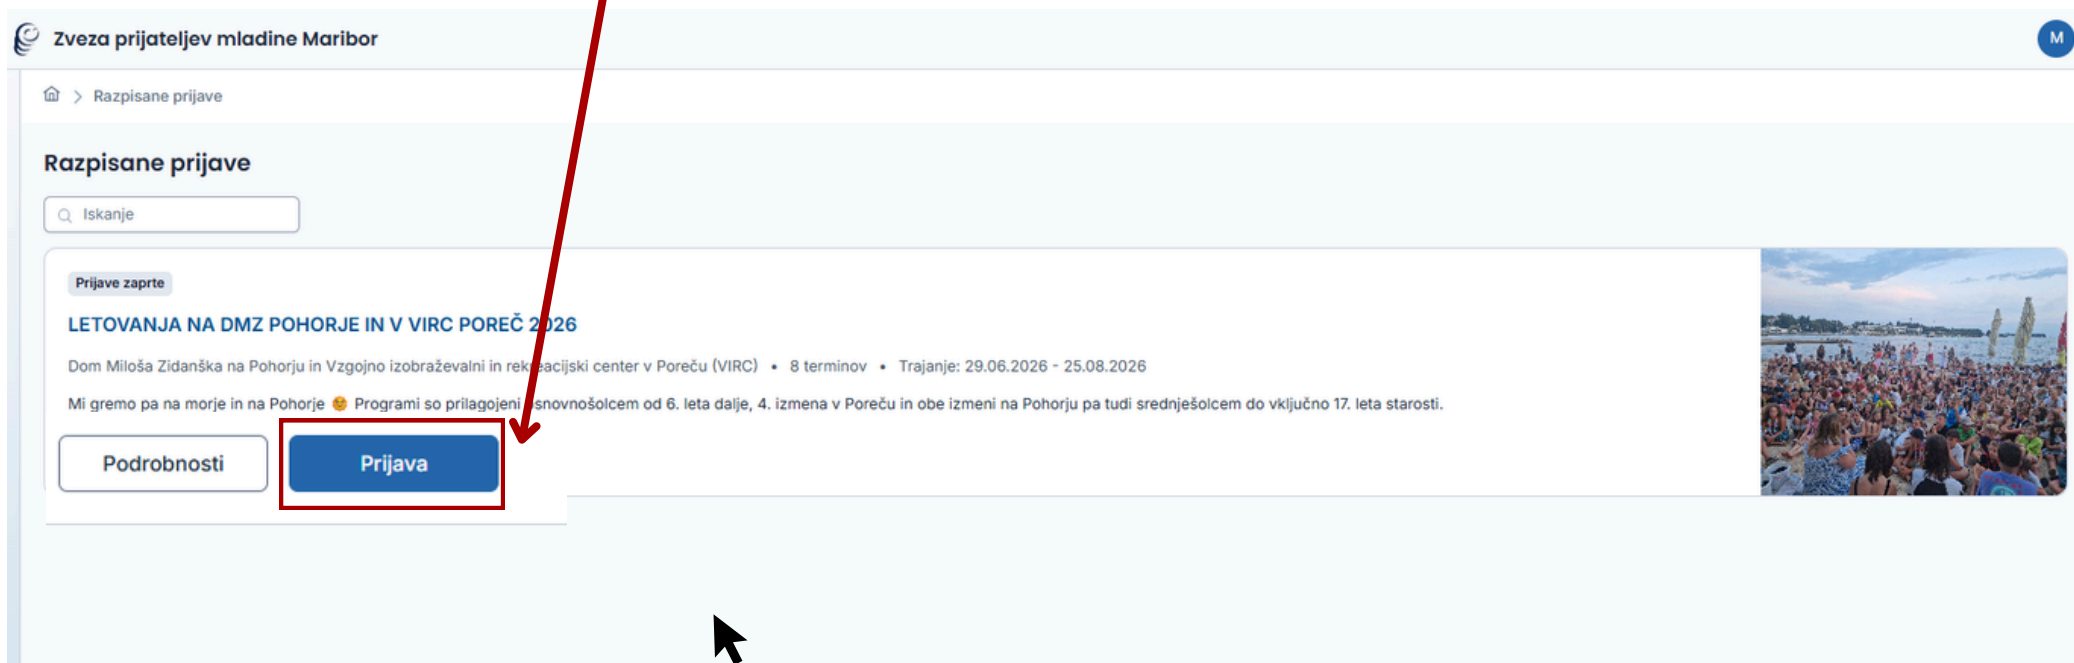 Zveza prijateljev mladine Maribor
M
Razpisane prijave
Razpisane prijave
Iskanje
Prijave zaprte
LETOVANJA NA DMZ POHORJE IN V VIRC POREČ 2026
Dom Miloša Zidanška na Pohorju in Vzgojno izobraževalni in rekreacijski center v Poreču (VIRC) • 8 terminov • Trajanje: 29.06.2026 - 25.08.2026
Mi gremo pa na morje in na Pohorje 😊 Programi so prilagojeni osnovnošolcem od 6. leta dalje, 4. izmena v Poreču in obe izmeni na Pohorju pa tudi srednješolcem do vključno 17. leta starosti.
Podrobnosti
Prijava